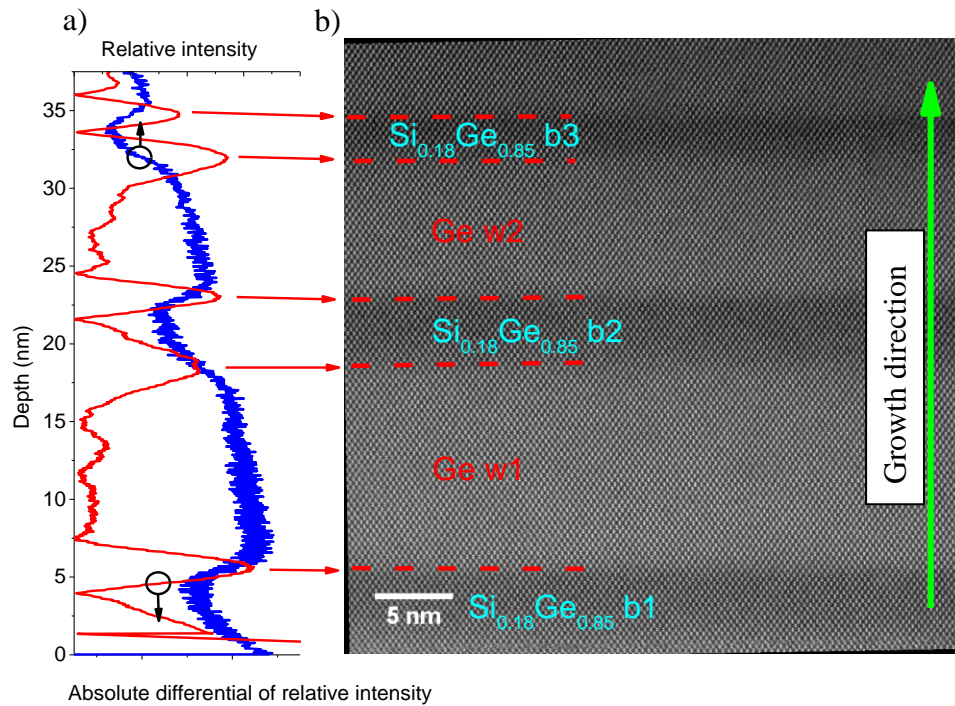 a)
Relative intensity
Depth (nm)
35
30
25
20
15
10
5
0
Absolute differential of relative intensity
b)
Si0.18Ge0.85 b3
Ge w2
Si0.18Ge0.85 b2
Ge w1
5 nm
Si0.18Ge0.85 b1
Growth direction